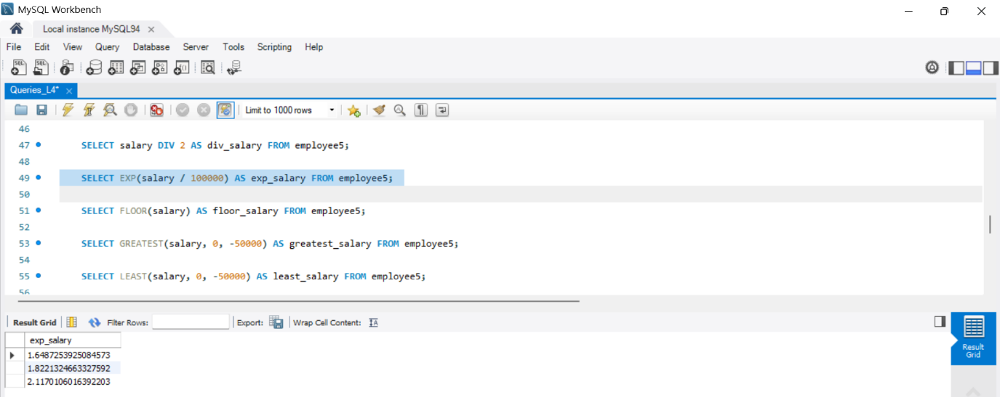 MySQL Workbench
Local instance MySQL94
File Edit View Query Database Server Tools Scripting Help
Queries_L4*
Limit to 1000 rows
46
47 SELECT salary DIV 2 AS div_salary FROM employee5;
48
49 SELECT EXP(salary / 100000) AS exp_salary FROM employee5;
50
51 SELECT FLOOR(salary) AS floor_salary FROM employee5;
52
53 SELECT GREATEST(salary, 0, -50000) AS greatest_salary FROM employee5;
54
55 SELECT LEAST(salary, 0, -50000) AS least_salary FROM employee5;
56
Result Grid Filter Rows: Export: Wrap Cell Content: IA
exp_salary
1.6487253925084573
1.8221324663327592
2.1170106016392203
Result
Grid